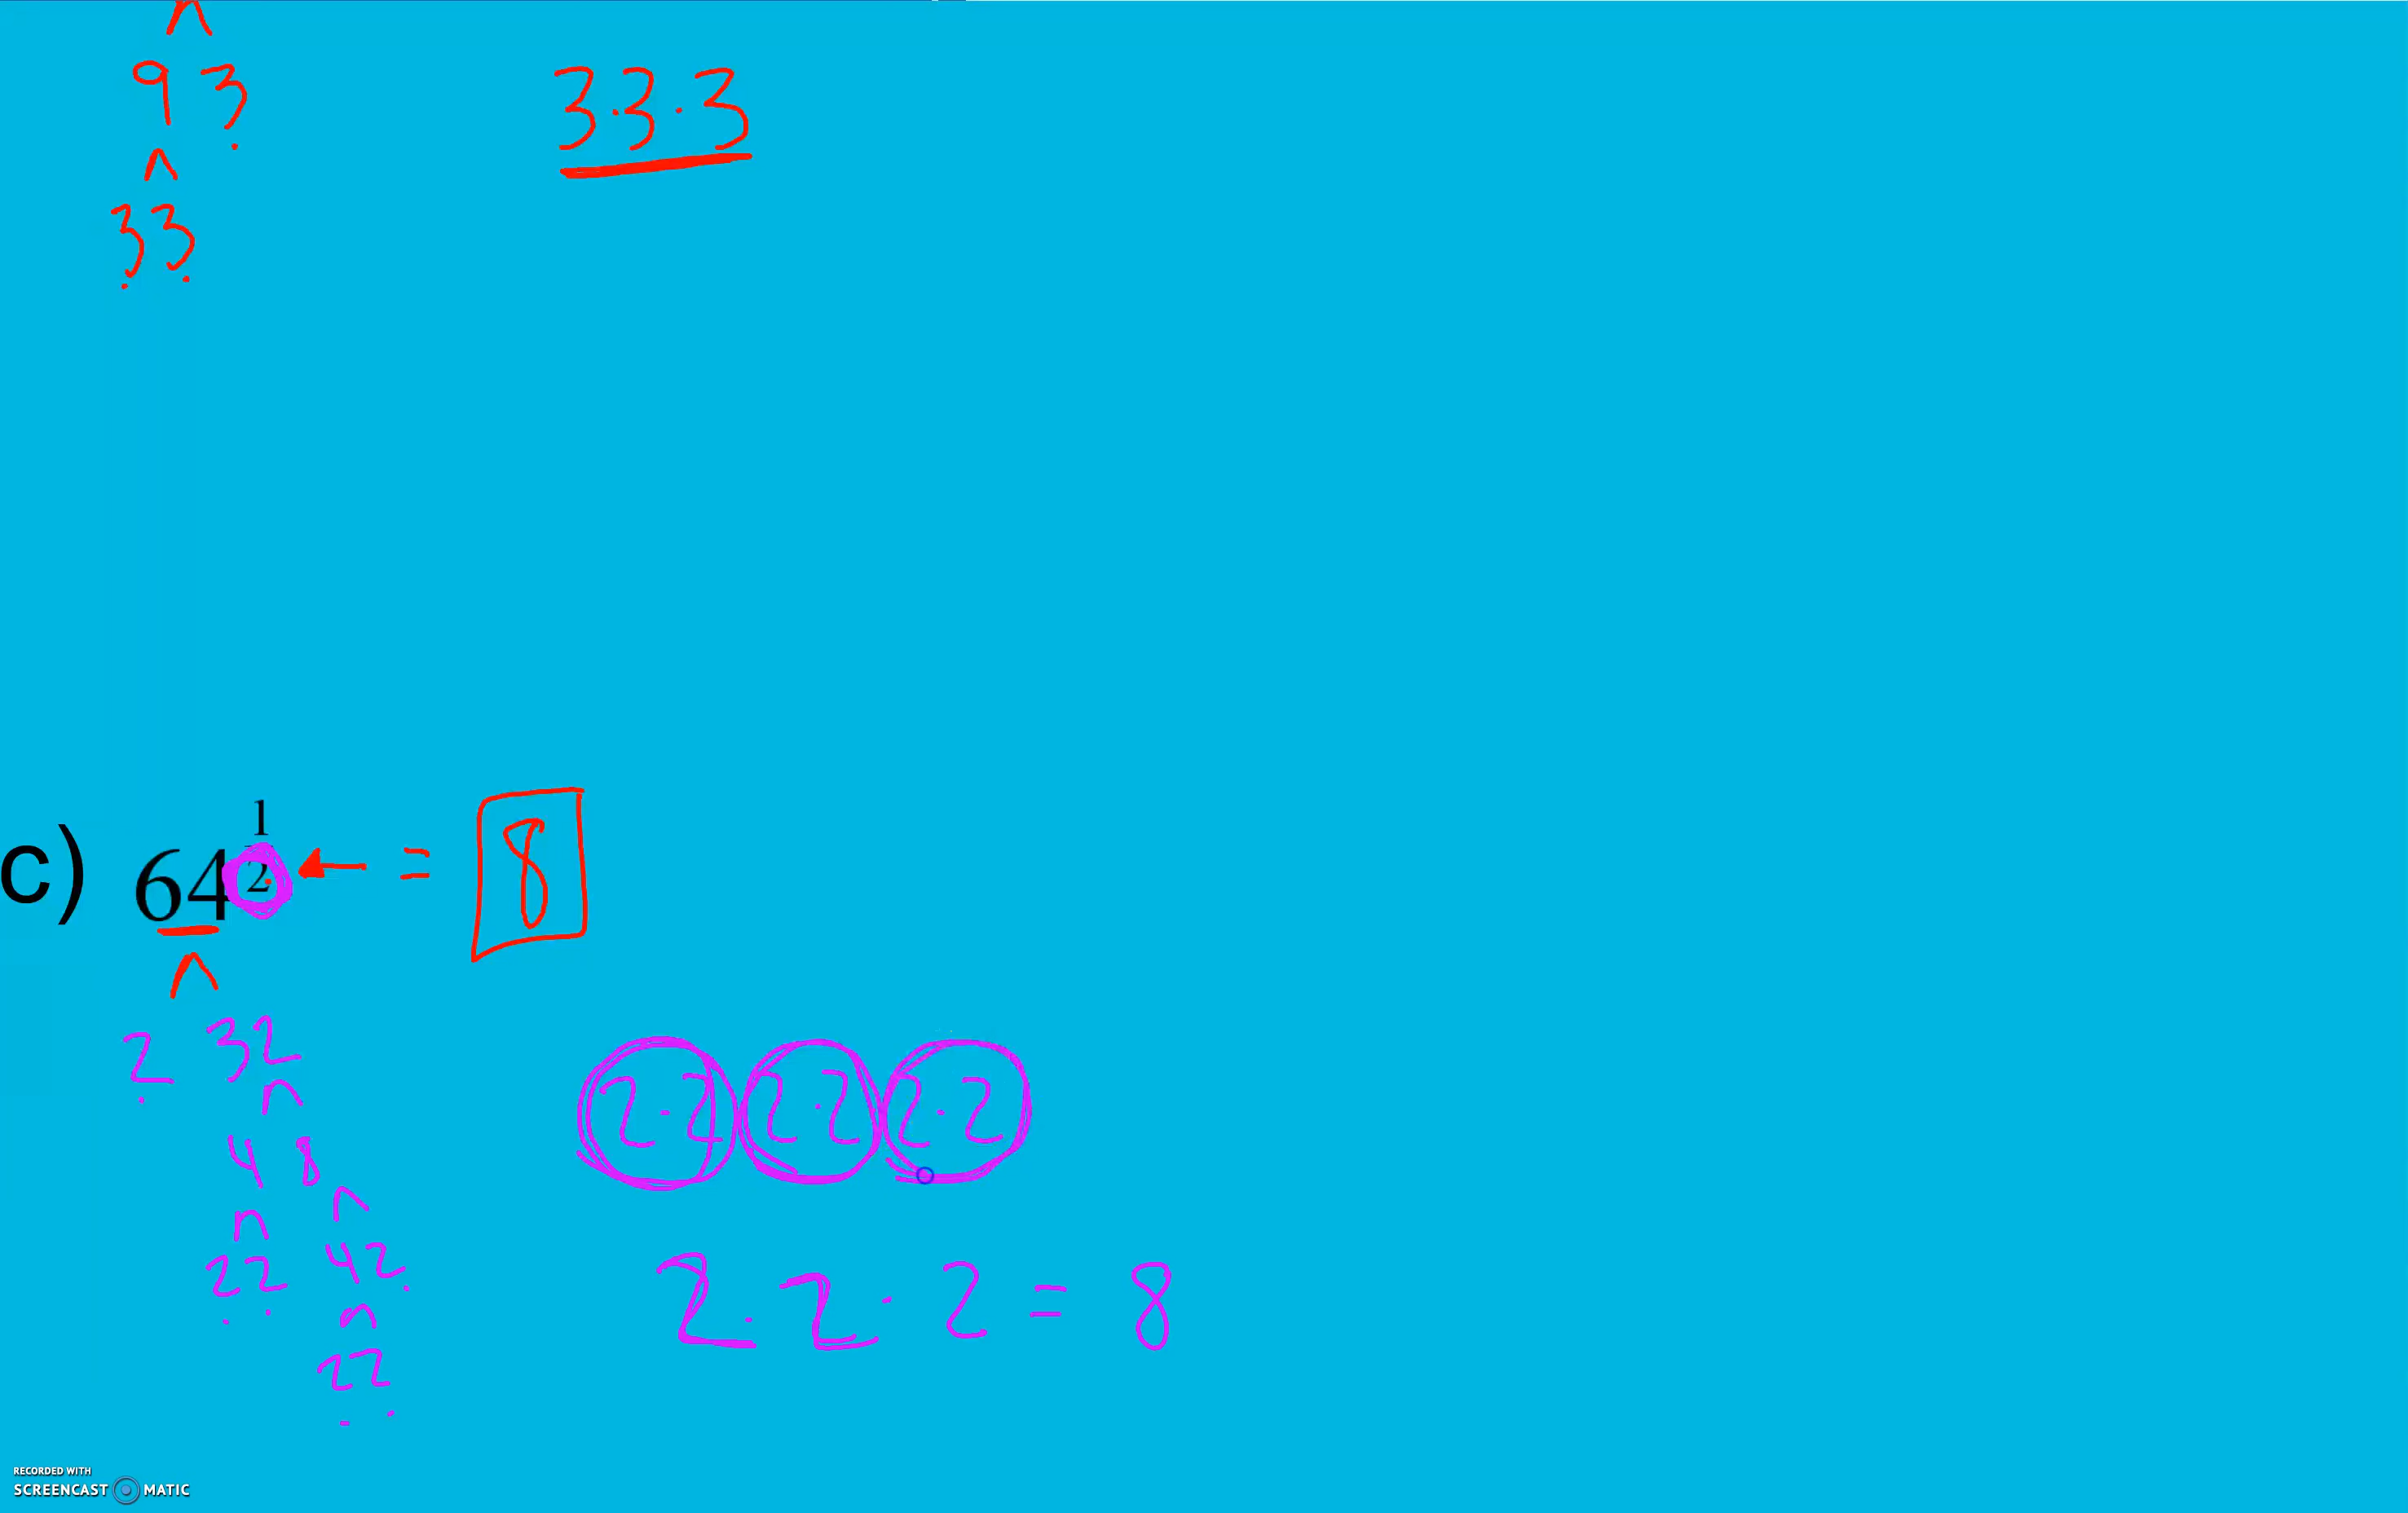 9 3
3·3·3
3 3
c) 64^{1/2} = 8
2 32
2·2 2·2 2·2
4 8
2 2 4 2
2 · 2 · 2 = 8
2 2
RECORDED WITH
SCREENCAST MATIC